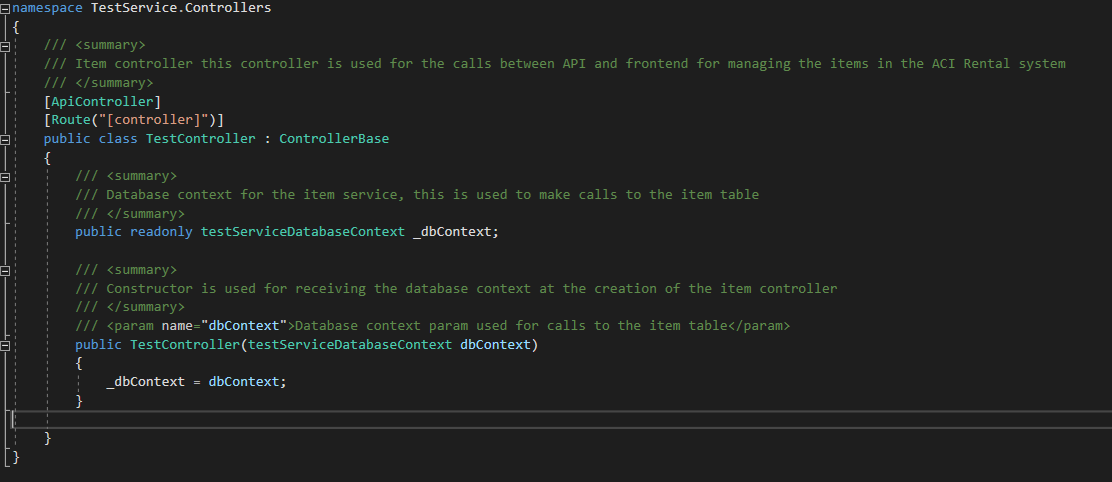 namespace TestService.Controllers
{
/// <summary>
/// Item controller this controller is used for the calls between API and frontend for managing the items in the ACI Rental system
/// </summary>
[ApiController]
[Route("[controller]")]
public class TestController : ControllerBase
{
/// <summary>
/// Database context for the item service, this is used to make calls to the item table
/// </summary>
public readonly testServiceDatabaseContext _dbContext;
/// <summary>
/// Constructor is used for receiving the database context at the creation of the item controller
/// </summary>
/// <param name="dbContext">Database context param used for calls to the item table</param>
public TestController(testServiceDatabaseContext dbContext)
{
_dbContext = dbContext;
}
}
}